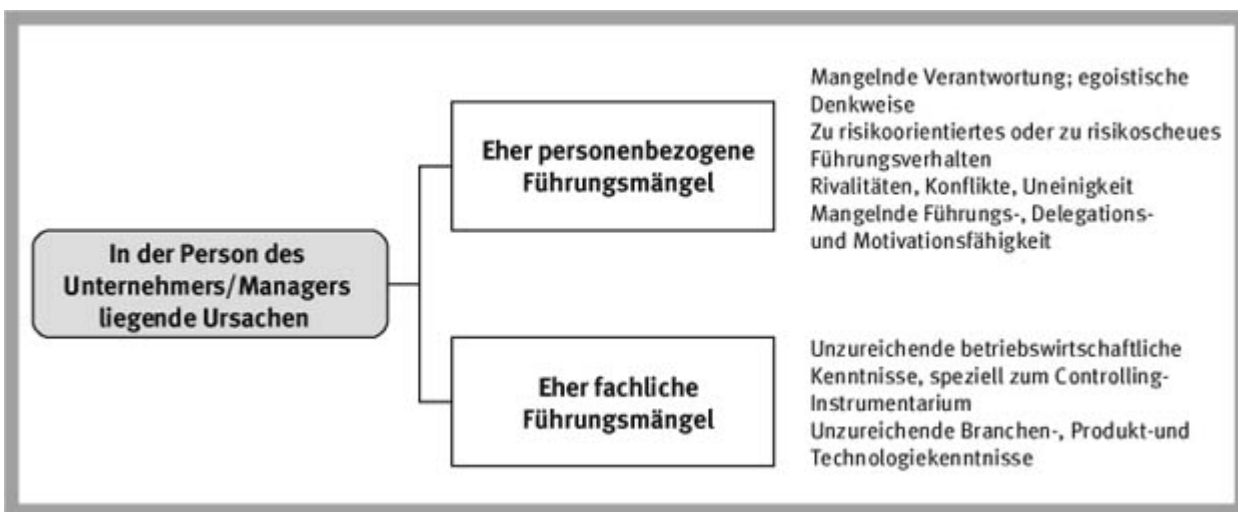 In der Person des
Unternehmers/Managers
liegende Ursachen
Eher personenbezogene
Führungsmängel
Mangelnde Verantwortung; egoistische
Denkweise
Zu risikoorientiertes oder zu risikoscheues
Führungsverhalten
Rivalitäten, Konflikte, Uneinigkeit
Mangelnde Führungs-, Delegations-
und Motivationsfähigkeit
Eher fachliche
Führungsmängel
Unzureichende betriebswirtschaftliche
Kenntnisse, speziell zum Controlling-
Instrumentarium
Unzureichende Branchen-, Produkt-und
Technologiekenntnisse